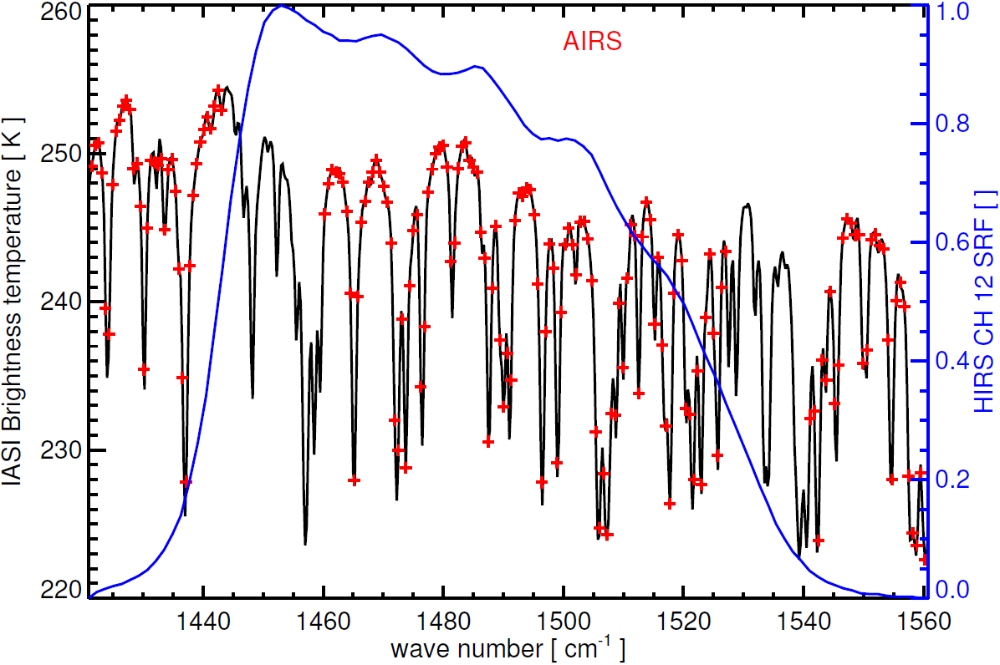 260
250
240
230
220
IASI Brightness temperature [ K ]
AIRS
1.0
0.8
0.6
0.4
0.2
0.0
HIRS CH 12 SRF [ ]
1440 1460 1480 1500 1520 1540 1560
wave number [ cm-1 ]